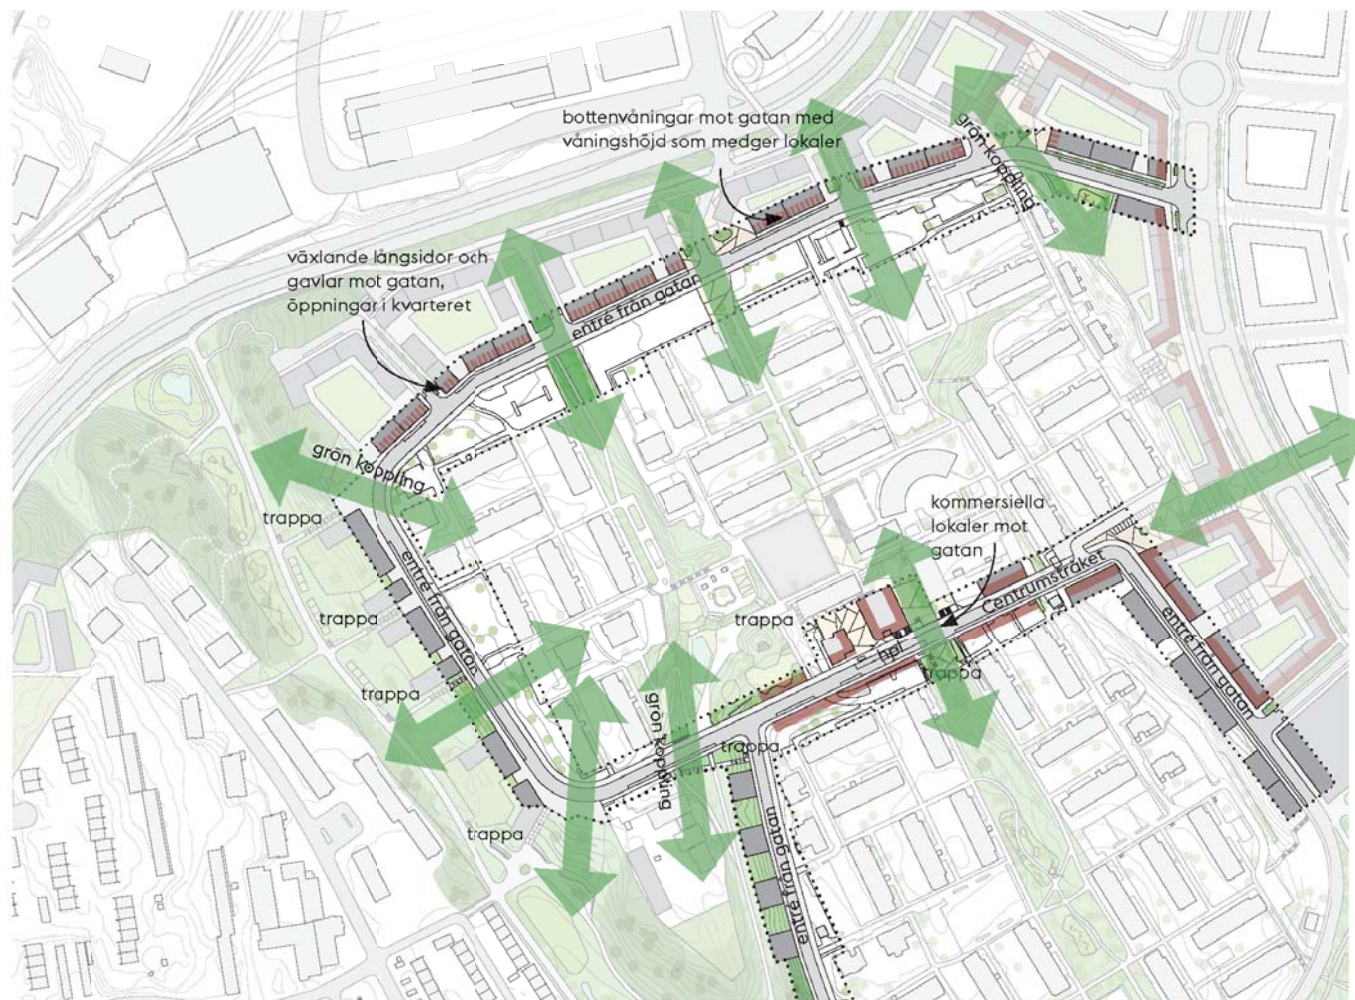 bottenvåningar mot gatan med
våningshöjd som medger lokaler
grön koppling
växlande långsidor och
gavlar mot gatan,
öppningar i kvarteret
entré från gatan
grön koppling
trappa
kommersiella
lokaler mot
gatan
entré från gatan
Centrumstråket
trappa
trappa
hpl
entré från gatan
trappa
trappa
grön koppling
trappa
trappa
entré från gatan